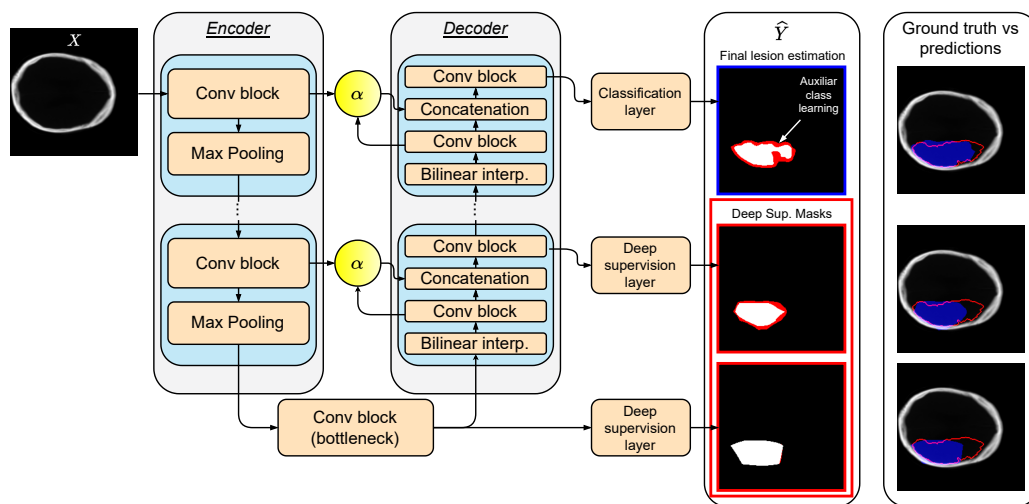 X
Encoder
Conv block
Max Pooling
Conv block
Max Pooling
α
α
Decoder
Conv block
Concatenation
Conv block
Bilinear interp.
Conv block
Concatenation
Conv block
Bilinear interp.
Conv block
(bottleneck)
Classification
layer
Deep
supervision
layer
Deep
supervision
layer
Ŷ
Final lesion estimation
Auxiliar
class
learning
Deep Sup. Masks
Ground truth vs
predictions